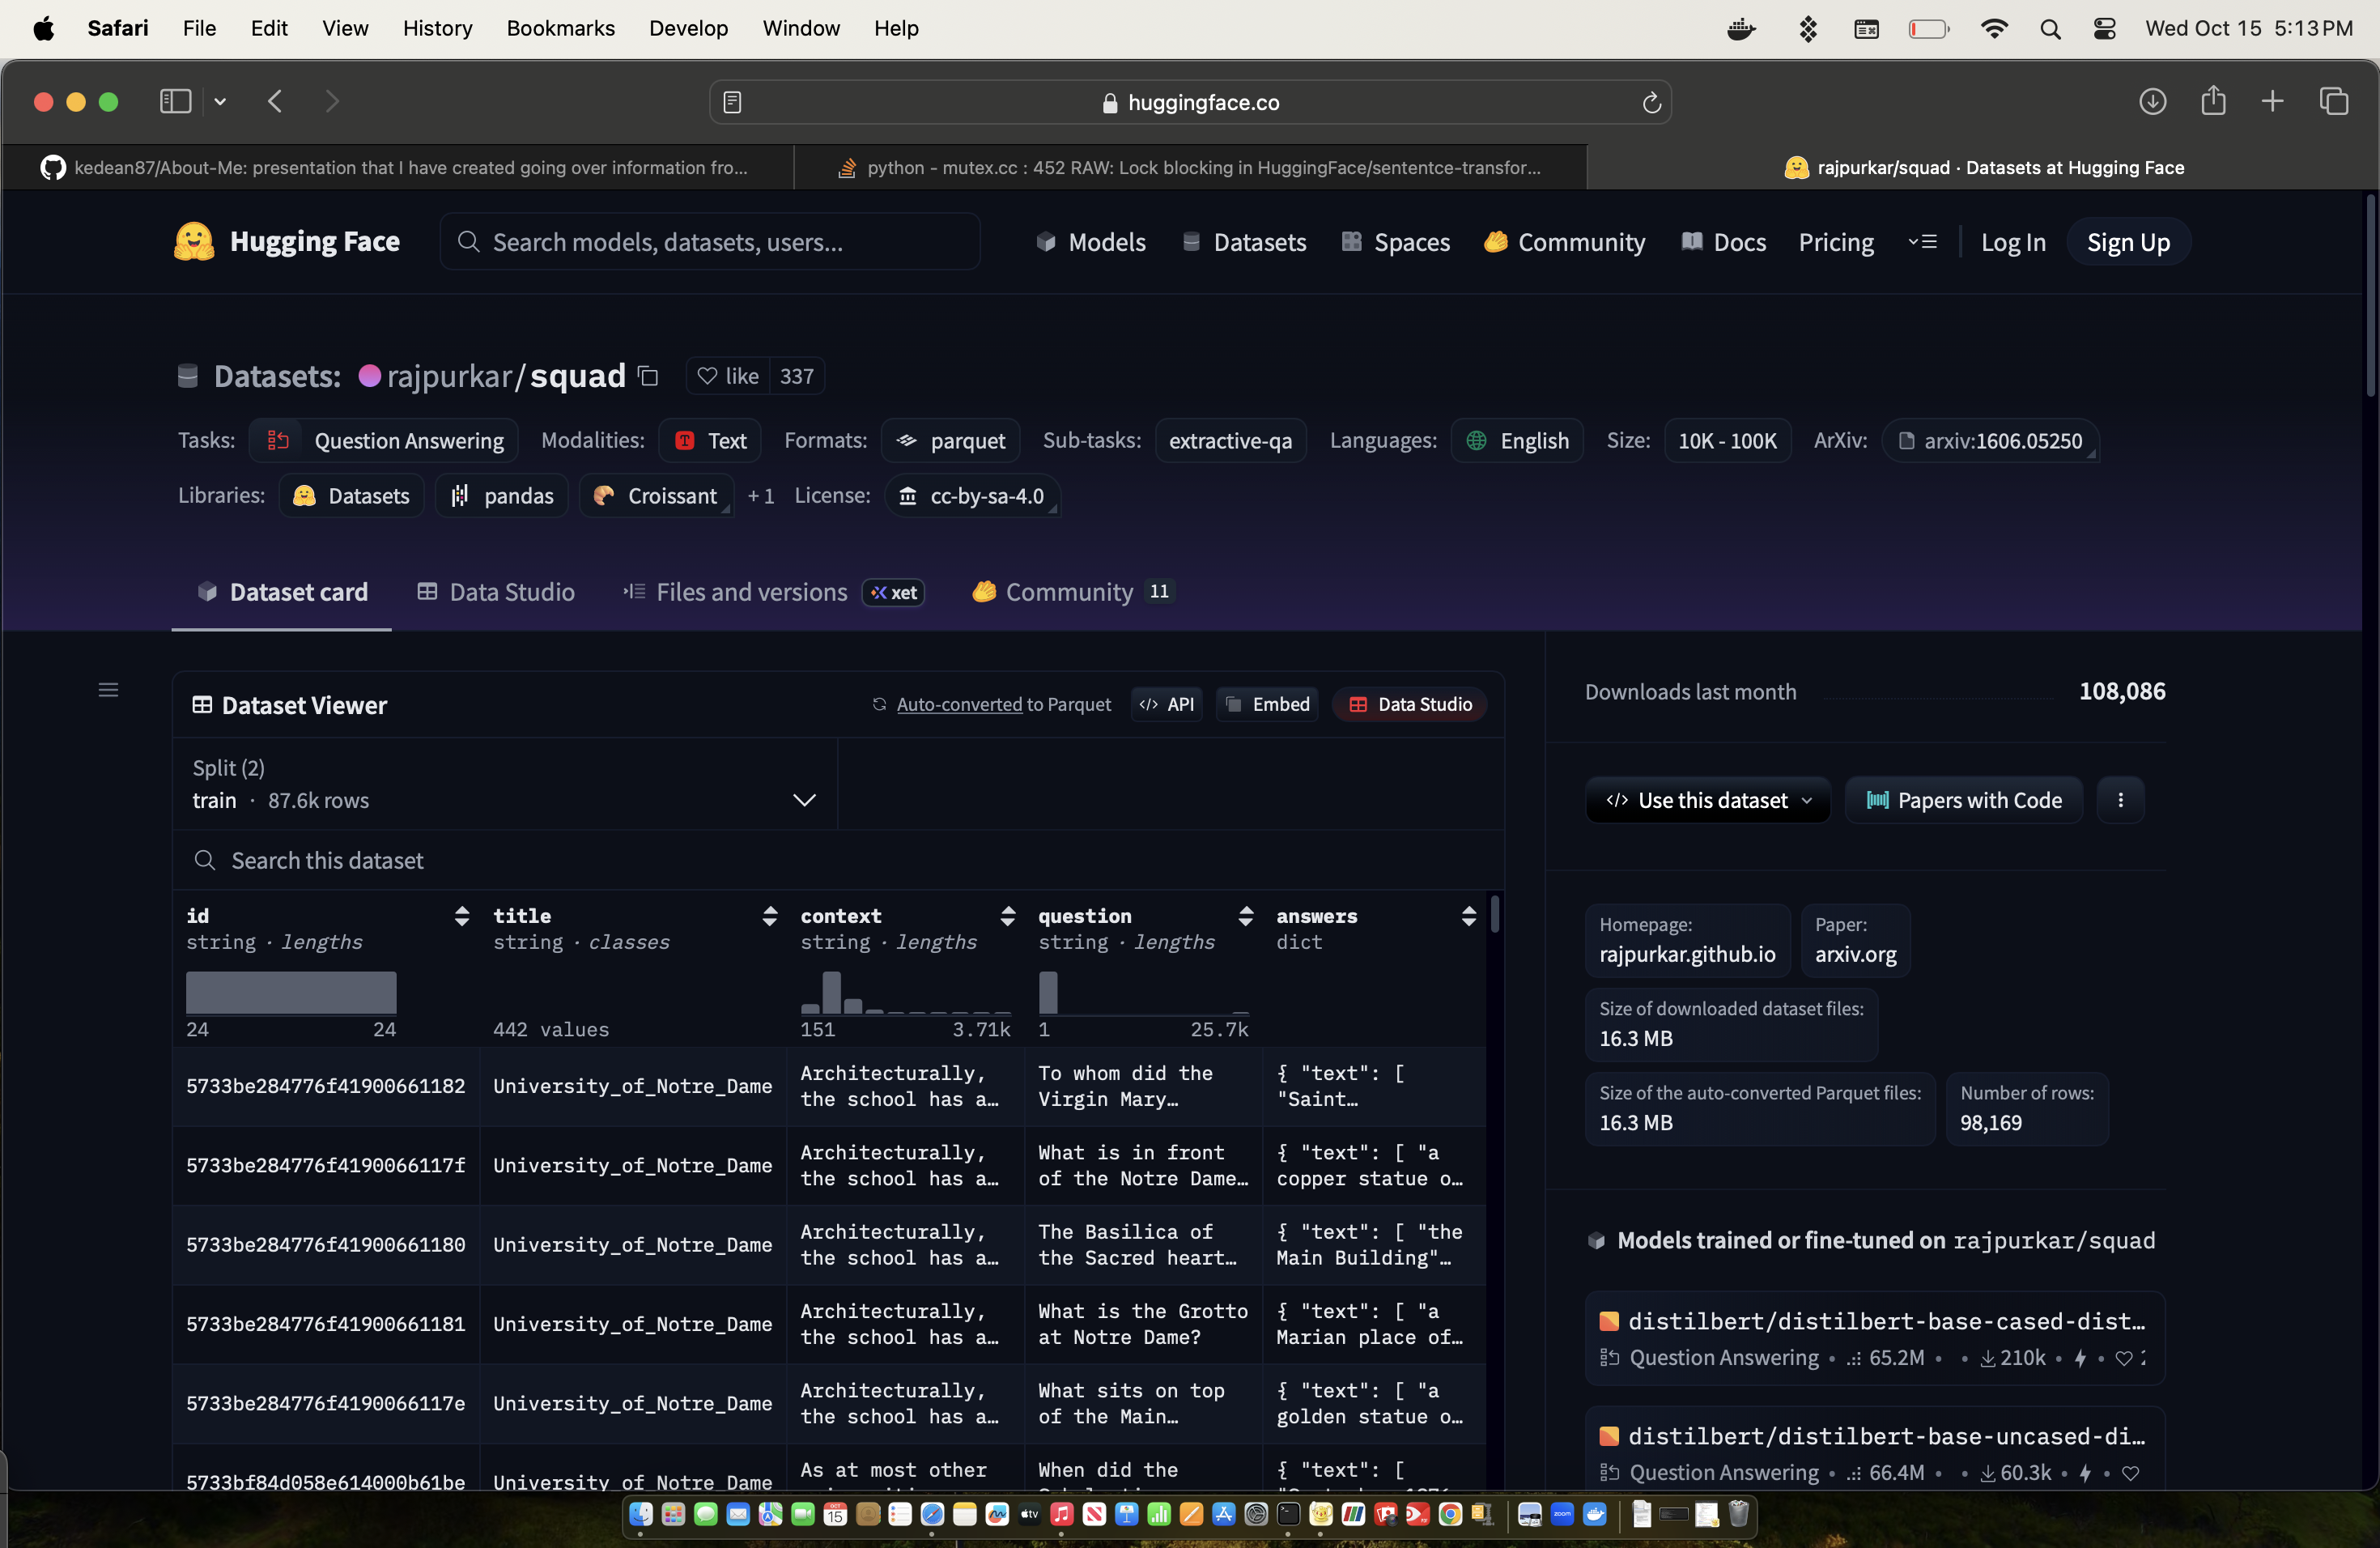 Safari File Edit View History Bookmarks Develop Window Help Wed Oct 15 5:13 PM
huggingface.co
kedean87/About-Me: presentation that I have created going over information fro...
python - mutex.cc : 452 RAW: Lock blocking in HuggingFace/sententce-transfor...
rajpurkar/squad · Datasets at Hugging Face
Hugging Face Search models, datasets, users... Models Datasets Spaces Community Docs Pricing Log In Sign Up
Datasets: rajpurkar/squad like 337
Tasks: Question Answering Modalities: Text Formats: parquet Sub-tasks: extractive-qa Languages: English Size: 10K - 100K ArXiv: arxiv:1606.05250
Libraries: Datasets pandas Croissant + 1 License: cc-by-sa-4.0
Dataset card Data Studio Files and versions xet Community 11
Dataset Viewer Auto-converted to Parquet API Embed Data Studio
Split (2)
train · 87.6k rows
Search this dataset
id title context question answers
string · lengths string · classes string · lengths string · lengths dict
24 24 442 values 151 3.71k 1 25.7k
5733be284776f41900661182 University_of_Notre_Dame Architecturally, the school has a… To whom did the Virgin Mary… { "text": [ "Saint…
5733be284776f4190066117f University_of_Notre_Dame Architecturally, the school has a… What is in front of the Notre Dame… { "text": [ "a copper statue o…
5733be284776f41900661180 University_of_Notre_Dame Architecturally, the school has a… The Basilica of the Sacred heart… { "text": [ "the Main Building"…
5733be284776f41900661181 University_of_Notre_Dame Architecturally, the school has a… What is the Grotto at Notre Dame? { "text": [ "a Marian place of…
5733be284776f4190066117e University_of_Notre_Dame Architecturally, the school has a… What sits on top of the Main… { "text": [ "a golden statue o…
5733bf84d058e614000b61be University_of_Notre_Dame As at most other When did the { "text": [
Downloads last month 108,086
Use this dataset Papers with Code
Homepage:
rajpurkar.github.io
Paper:
arxiv.org
Size of downloaded dataset files:
16.3 MB
Size of the auto-converted Parquet files:
16.3 MB
Number of rows:
98,169
Models trained or fine-tuned on rajpurkar/squad
distilbert/distilbert-base-cased-dist…
Question Answering • 65.2M • • 210k • •
distilbert/distilbert-base-uncased-di…
Question Answering • 66.4M • • 60.3k • •
OCT
15
tv
zoom